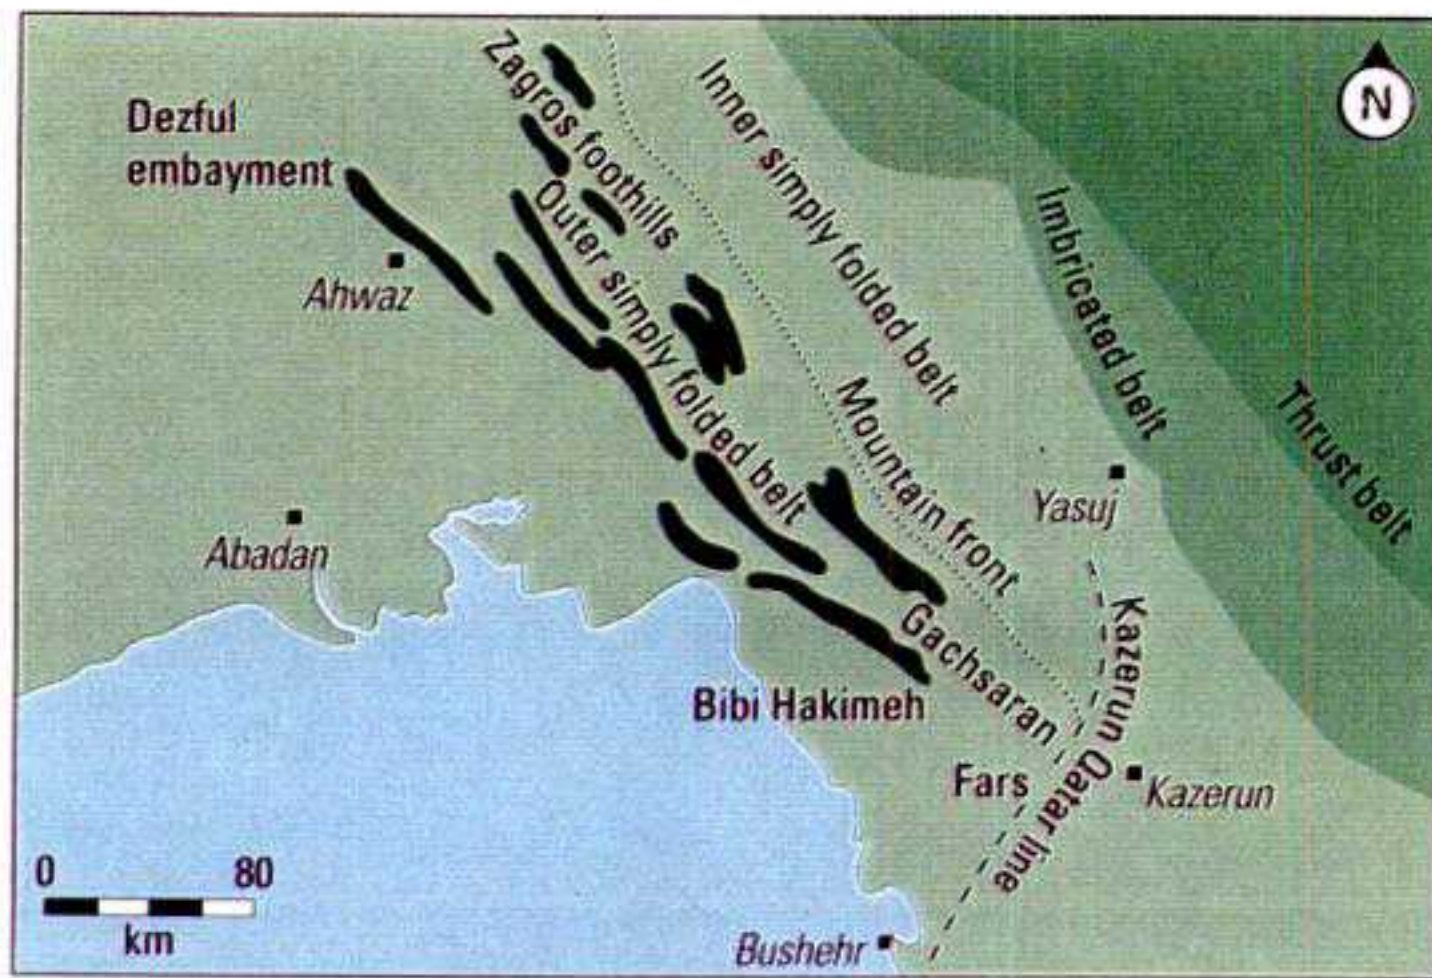 N
Dezful
embayment
Zagros foothills
Outer simply folded belt
Inner simply folded belt
Imbricated belt
Thrust belt
Mountain front
Ahwaz
Abadan
Yasuj
Gachsaran
Bibi Hakimeh
Kazerun Qatar line
Fars
Kazerun
Bushehr
0 80
km